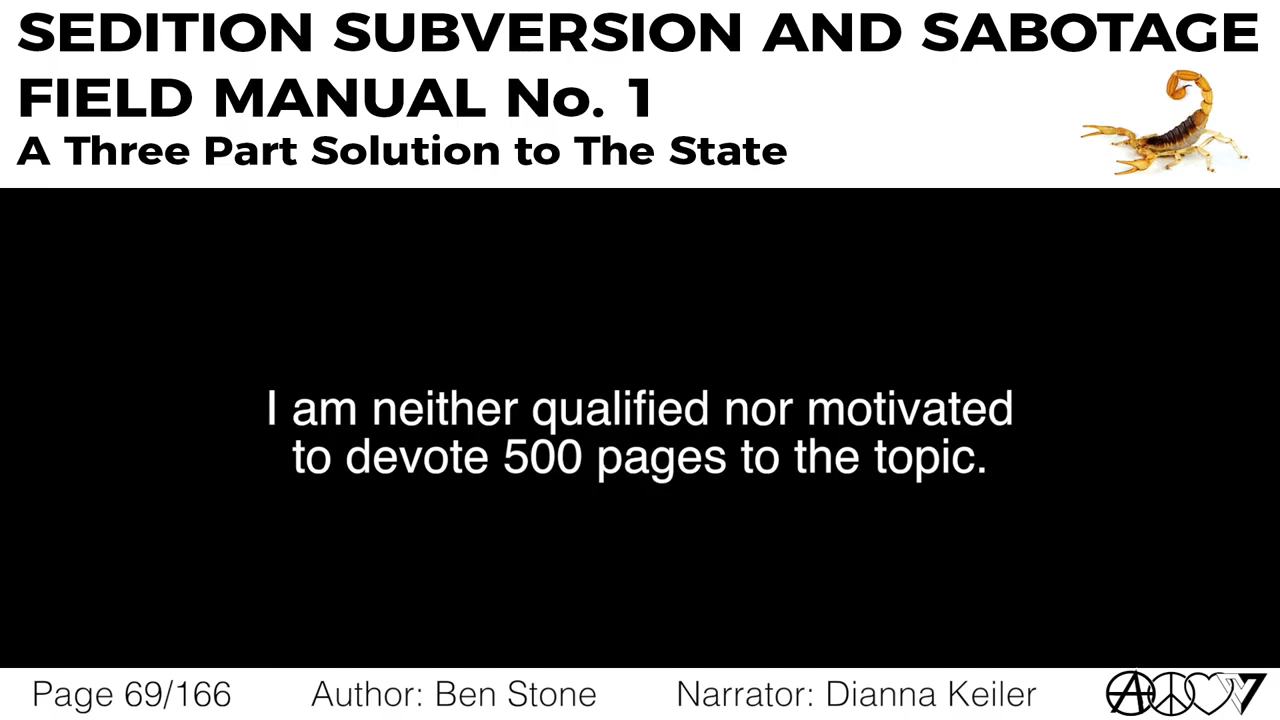 SEDITION SUBVERSION AND SABOTAGE
FIELD MANUAL No. 1
A Three Part Solution to The State
I am neither qualified nor motivated
to devote 500 pages to the topic.
Page 69/166 Author: Ben Stone Narrator: Dianna Keiler